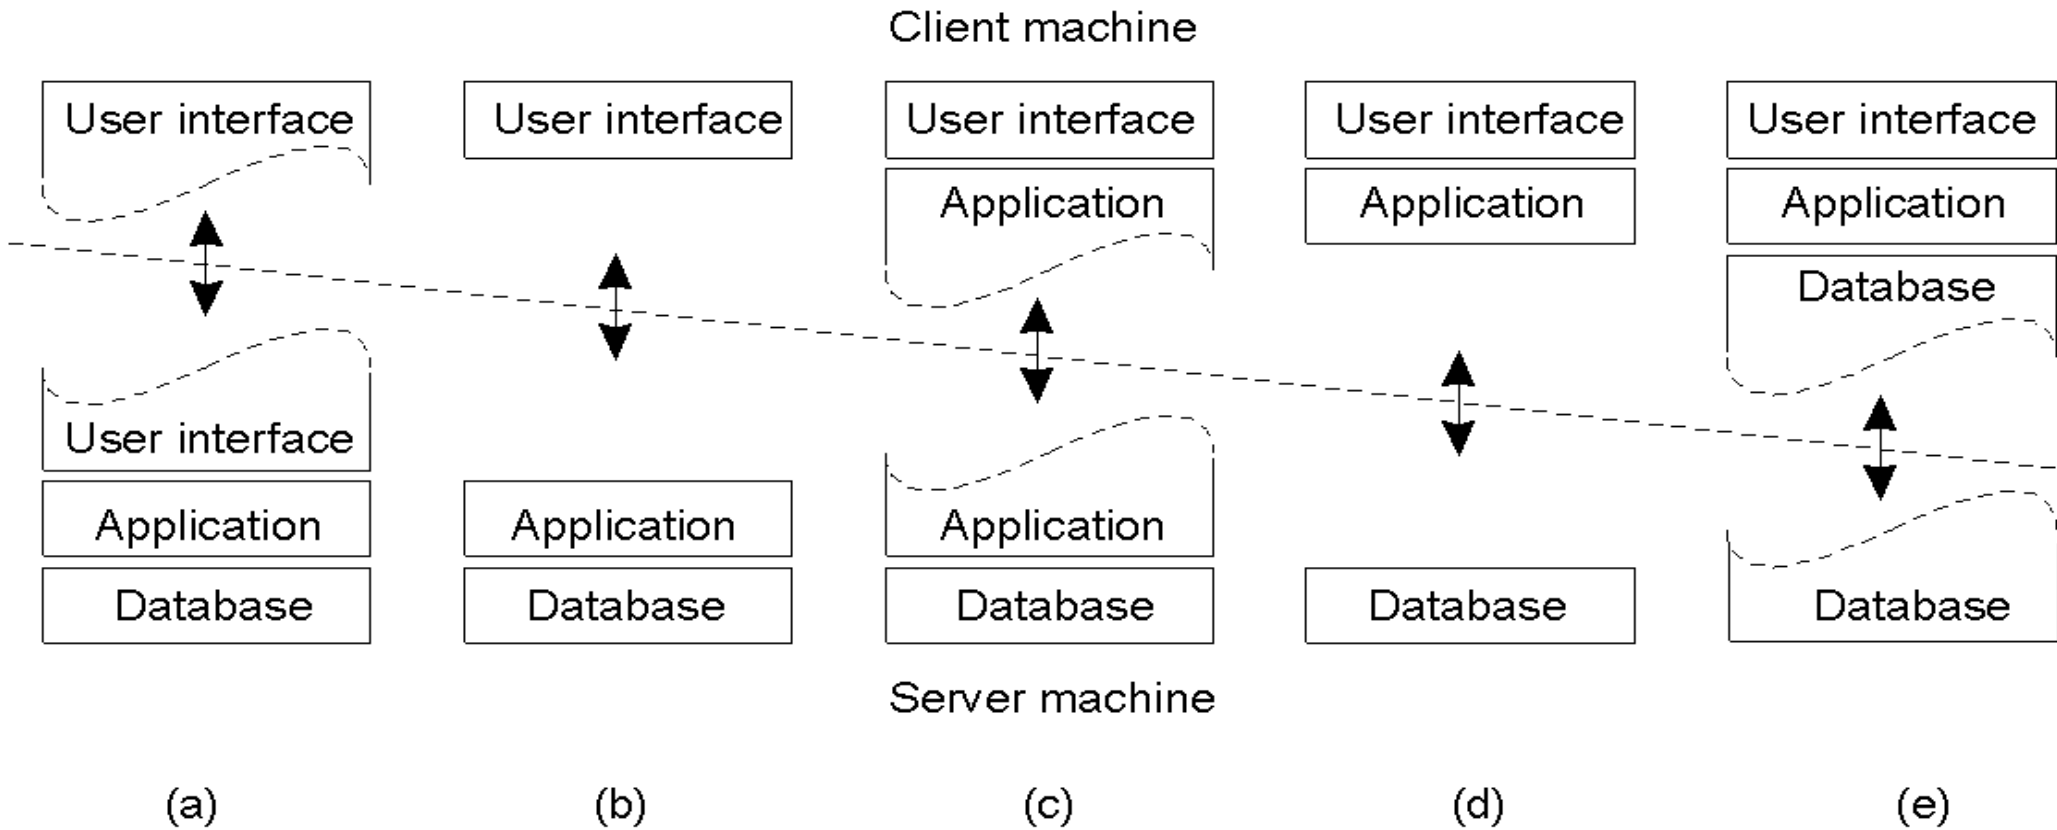 Client machine
User interface User interface User interface User interface User interface
Application Application Application
Database
User interface
Application Application Application
Database Database Database Database Database
Server machine
(a) (b) (c) (d) (e)